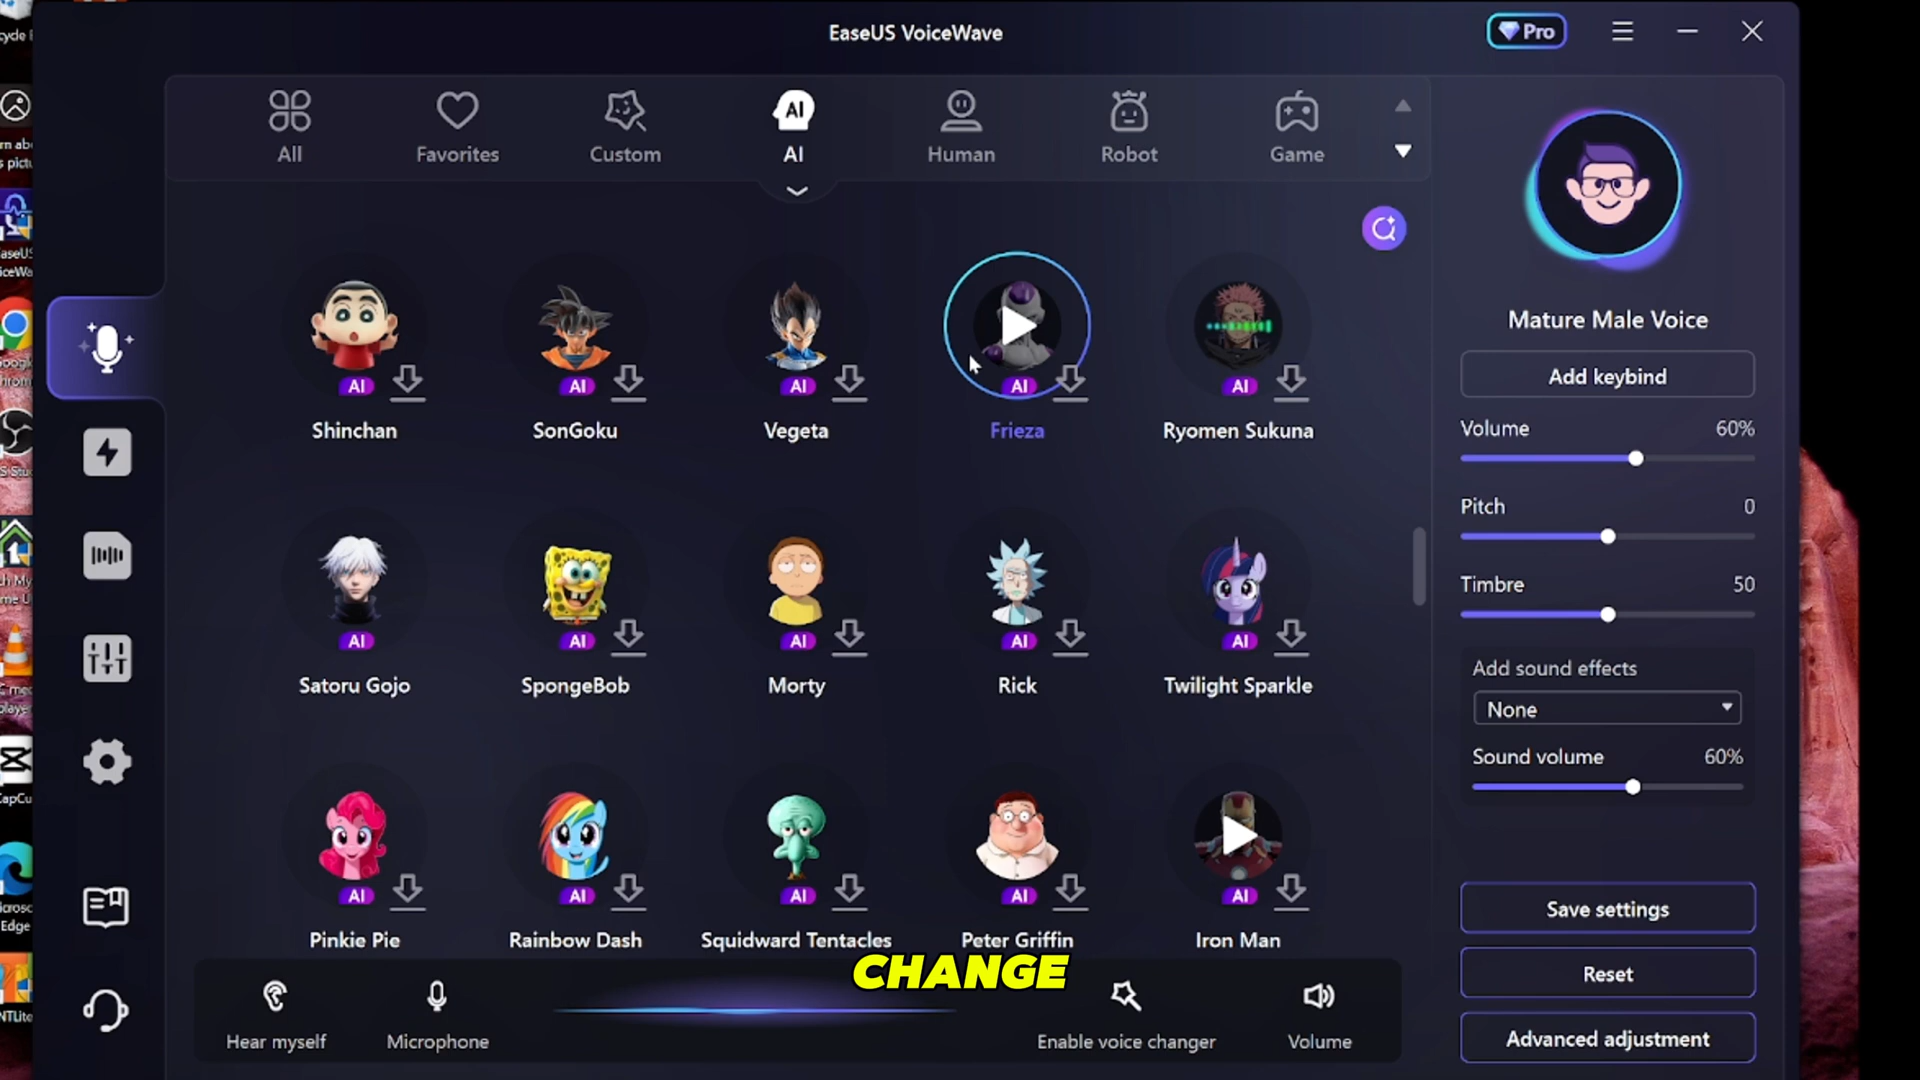 EaseUS VoiceWave
Pro
All
Favorites
Custom
AI
AI
Human
Robot
Game
Mature Male Voice
Add keybind
Volume 60%
Pitch 0
Timbre 50
Add sound effects
None
Sound volume 60%
Save settings
Reset
Advanced adjustment
AI AI AI AI AI
Shinchan SonGoku Vegeta Frieza Ryomen Sukuna
AI AI AI AI AI
Satoru Gojo SpongeBob Morty Rick Twilight Sparkle
AI AI AI AI AI
Pinkie Pie Rainbow Dash Squidward Tentacles Peter Griffin Iron Man
CHANGE
Hear myself Microphone Enable voice changer Volume
Edge